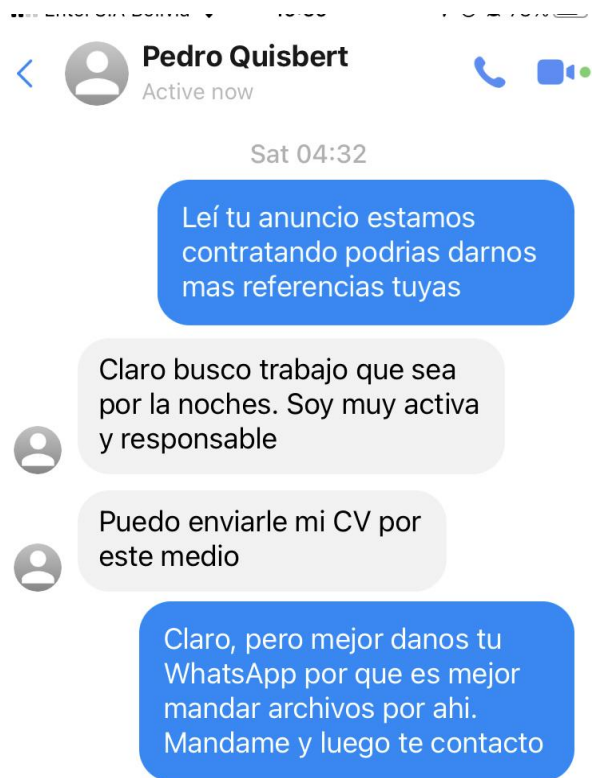 Pedro Quisbert
Active now
Sat 04:32
Leí tu anuncio estamos
contratando podrias darnos
mas referencias tuyas
Claro busco trabajo que sea
por la noches. Soy muy activa
y responsable
Puedo enviarle mi CV por
este medio
Claro, pero mejor danos tu
WhatsApp por que es mejor
mandar archivos por ahi.
Mandame y luego te contacto